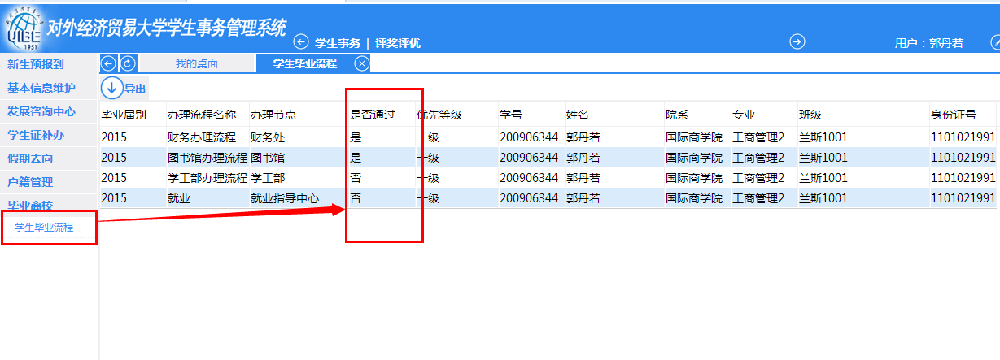 对外经济贸易大学学生事务管理系统
UIBE
1951
学生事务 | 评奖评优
用户：郭丹若
新生预报到
基本信息维护
发展咨询中心
学生证补办
假期去向
户籍管理
毕业离校
学生毕业流程
我的桌面 学生毕业流程
导出
毕业届别 办理流程名称 办理节点 是否通过 优先等级 学号 姓名 院系 专业 班级 身份证号
2015 财务办理流程 财务处 是 一级 200906344 郭丹若 国际商学院 工商管理2 兰斯1001 1101021991
2015 图书馆办理流程 图书馆 是 一级 200906344 郭丹若 国际商学院 工商管理2 兰斯1001 1101021991
2015 学工部办理流程 学工部 否 一级 200906344 郭丹若 国际商学院 工商管理2 兰斯1001 1101021991
2015 就业 就业指导中心 否 一级 200906344 郭丹若 国际商学院 工商管理2 兰斯1001 1101021991